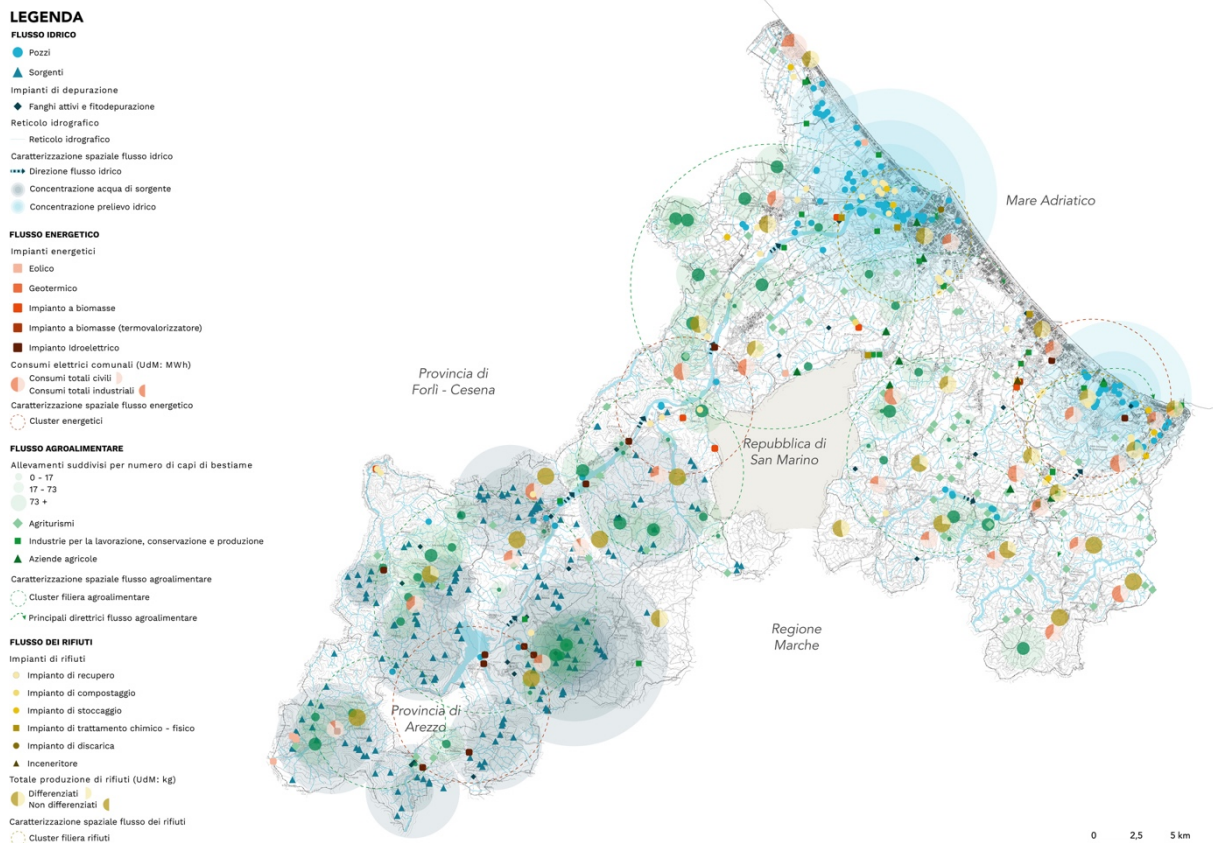 LEGENDA
FLUSSO IDRICO
Pozzi
Sorgenti
Impianti di depurazione
Fanghi attivi e fitodepurazione
Reticolo idrografico
Reticolo idrografico
Caratterizzazione spaziale flusso idrico
Direzione flusso idrico
Concentrazione acqua di sorgente
Concentrazione prelievo idrico
FLUSSO ENERGETICO
Impianti energetici
Eolico
Geotermico
Impianto a biomasse
Impianto a biomasse (termovalorizzatore)
Impianto Idroelettrico
Consumi elettrici comunali (UdM: MWh)
Consumi totali civili
Consumi totali industriali
Caratterizzazione spaziale flusso energetico
Cluster energetici
FLUSSO AGROALIMENTARE
Allevamenti suddivisi per numero di capi di bestiame
0 - 17
17 - 73
73 +
Agriturismi
Industrie per la lavorazione, conservazione e produzione
Aziende agricole
Caratterizzazione spaziale flusso agroalimentare
Cluster filiera agroalimentare
Principali direttrici flusso agroalimentare
FLUSSO DEI RIFIUTI
Impianti di rifiuti
Impianto di recupero
Impianto di compostaggio
Impianto di stoccaggio
Impianto di trattamento chimico - fisico
Impianto di discarica
Inceneritore
Totale produzione di rifiuti (UdM: kg)
Differenziati
Non differenziati
Caratterizzazione spaziale flusso dei rifiuti
Cluster filiera rifiuti
Mare Adriatico
Provincia di
Forlì - Cesena
Repubblica di
San Marino
Regione
Marche
Provincia di
Arezzo
0 2,5 5 km